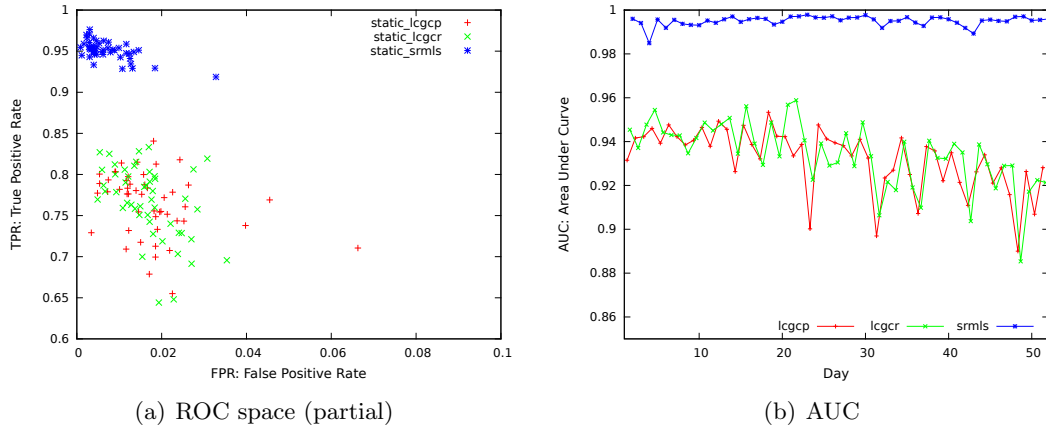 static_lcgcp
static_lcgcr
static_srmls
TPR: True Positive Rate
1
0.95
0.9
0.85
0.8
0.75
0.7
0.65
0.6
0
0.02
0.04
0.06
0.08
0.1
FPR: False Positive Rate
(a) ROC space (partial)
AUC: Area Under Curve
1
0.98
0.96
0.94
0.92
0.9
0.88
0.86
lcgcp
lcgcr
srmls
10
20
30
40
50
Day
(b) AUC